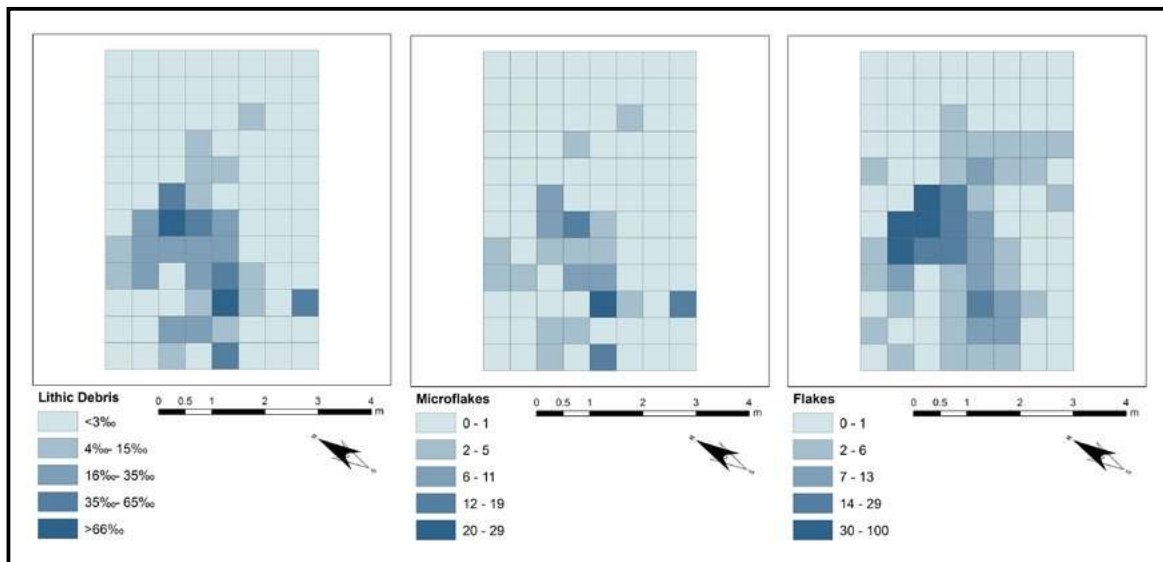 Lithic Debris
<3‰
4‰- 15‰
16‰- 35‰
35‰- 65‰
>66‰
0 0.5 1 2 3 4
m
Microflakes
0 - 1
2 - 5
6 - 11
12 - 19
20 - 29
0 0.5 1 2 3 4
m
Flakes
0 - 1
2 - 6
7 - 13
14 - 29
30 - 100
0 0.5 1 2 3 4
m